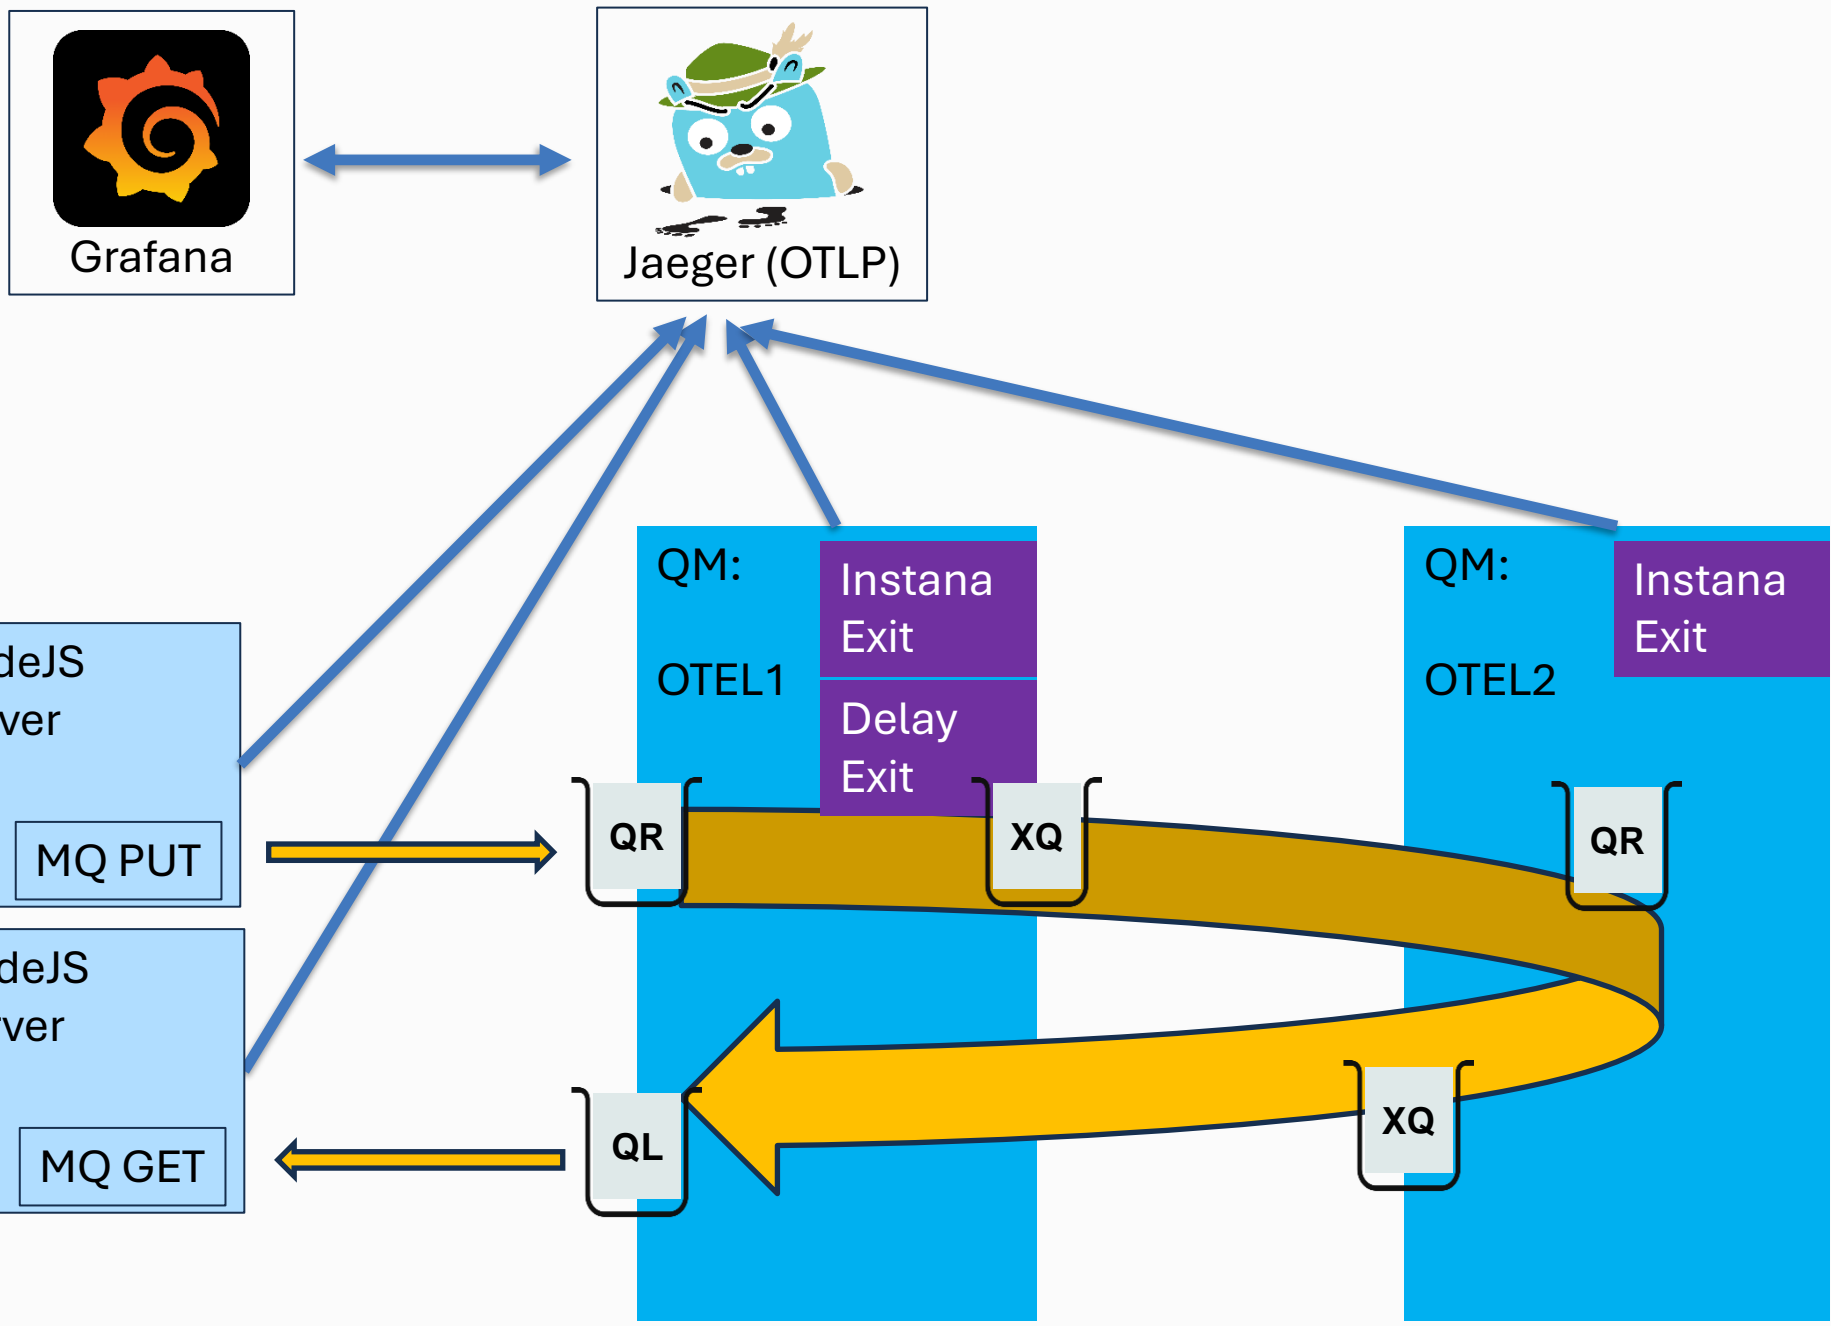 Grafana
Jaeger (OTLP)
QM:
OTEL1
Instana
Exit
Delay
Exit
QM:
OTEL2
Instana
Exit
deJS
ver
MQ PUT
QR
XQ
QR
deJS
ver
MQ GET
QL
XQ